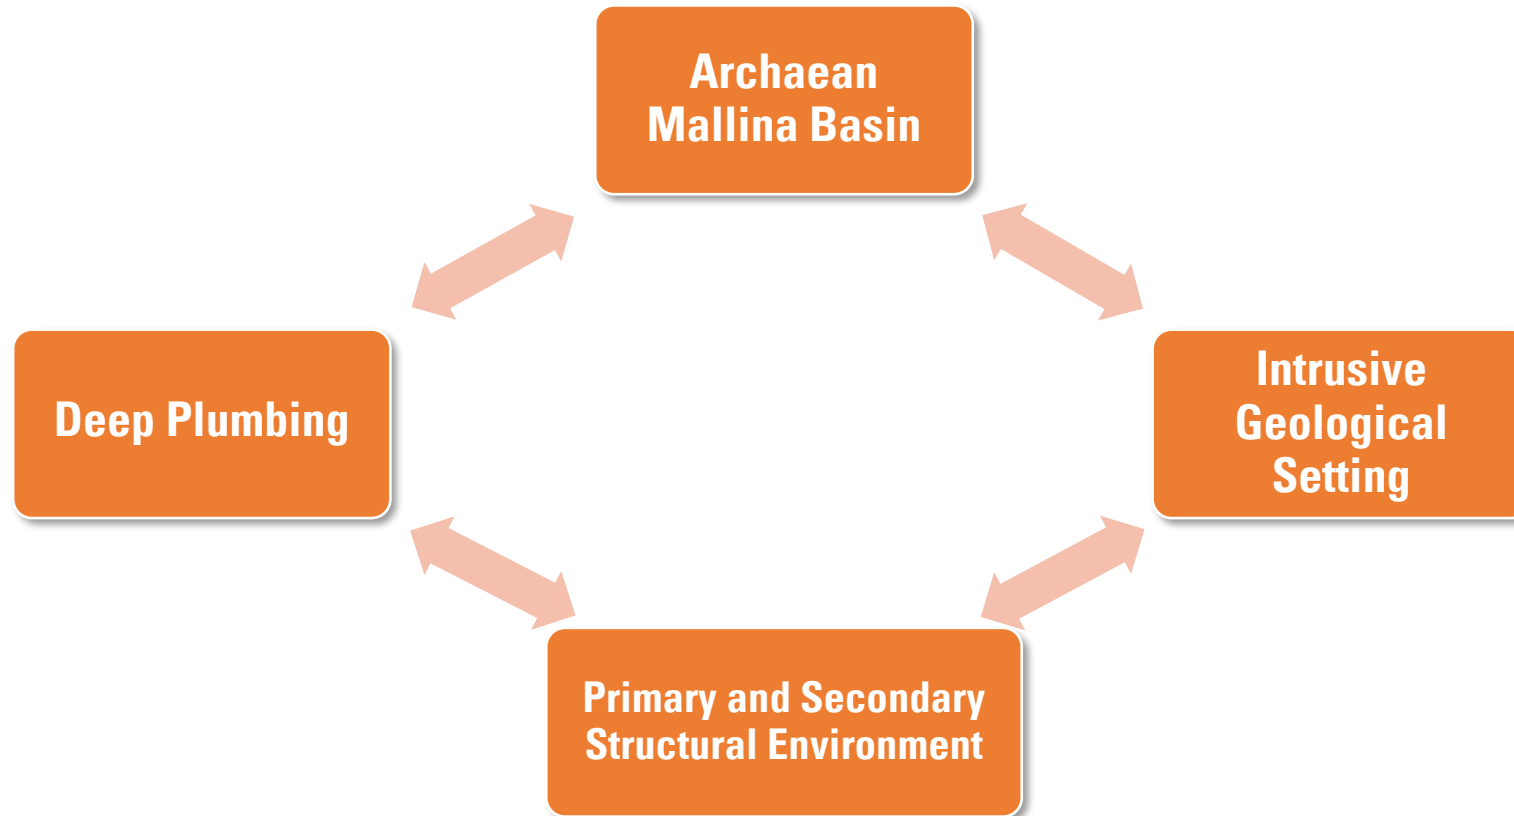 Archaean
Mallina Basin
Deep Plumbing
Intrusive
Geological
Setting
Primary and Secondary
Structural Environment